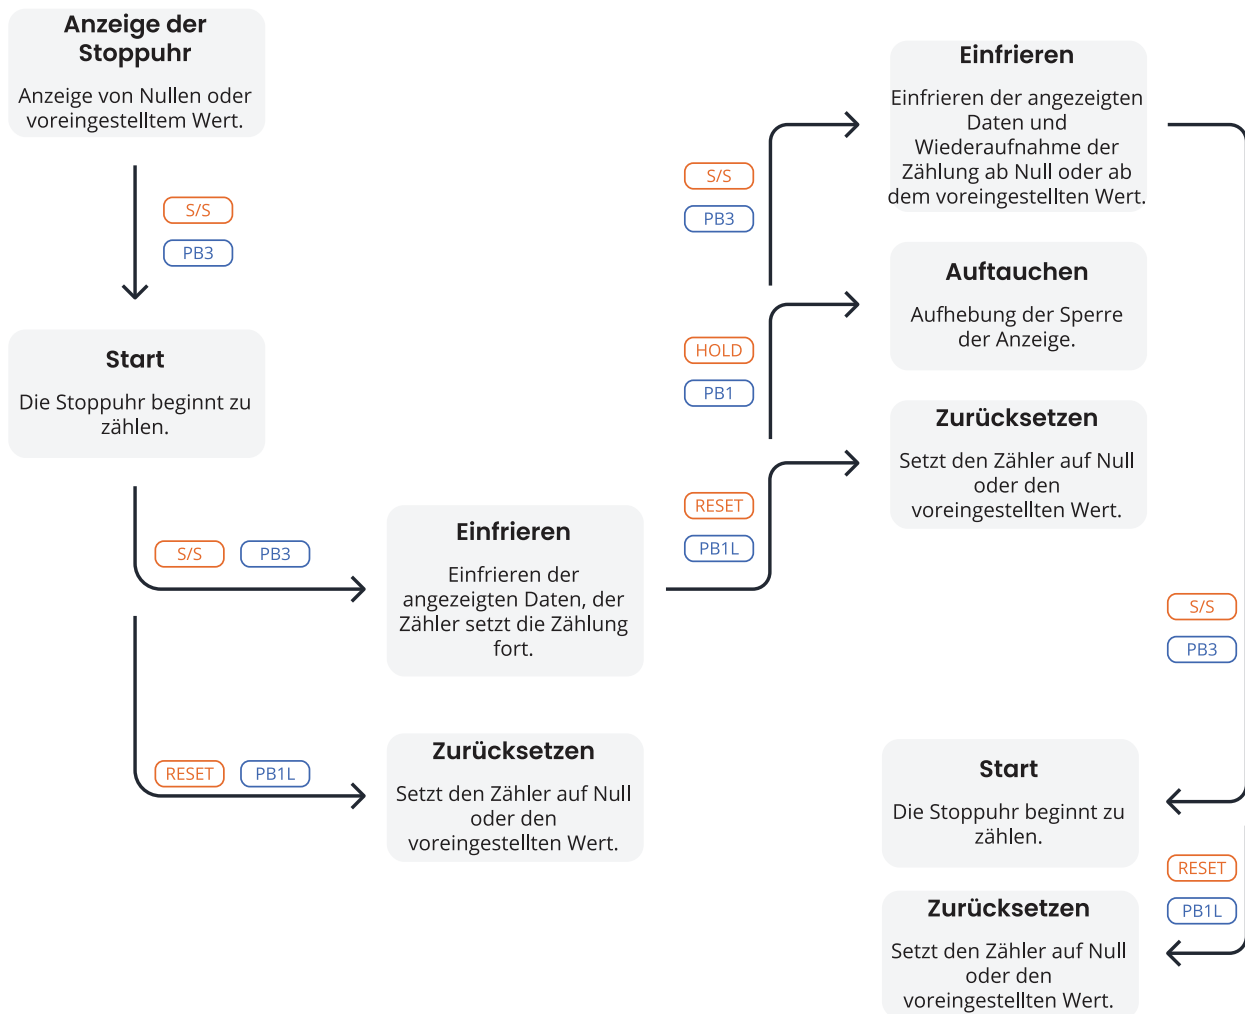 Anzeige der
Stoppuhr
Anzeige von Nullen oder
voreingestelltem Wert.
S/S
PB3
Start
Die Stoppuhr beginnt zu
zählen.
S/S PB3
Einfrieren
Einfrieren der
angezeigten Daten, der
Zähler setzt die Zählung
fort.
RESET PB1L
Zurücksetzen
Setzt den Zähler auf Null
oder den
voreingestellten Wert.
S/S
PB3
Einfrieren
Einfrieren der angezeigten
Daten und
Wiederaufnahme der
Zählung ab Null oder ab
dem voreingestellten Wert.
HOLD
PB1
Auftauchen
Aufhebung der Sperre
der Anzeige.
RESET
PB1L
Zurücksetzen
Setzt den Zähler auf Null
oder den
voreingestellten Wert.
S/S
PB3
Start
Die Stoppuhr beginnt zu
zählen.
RESET
PB1L
Zurücksetzen
Setzt den Zähler auf Null
oder den
voreingestellten Wert.